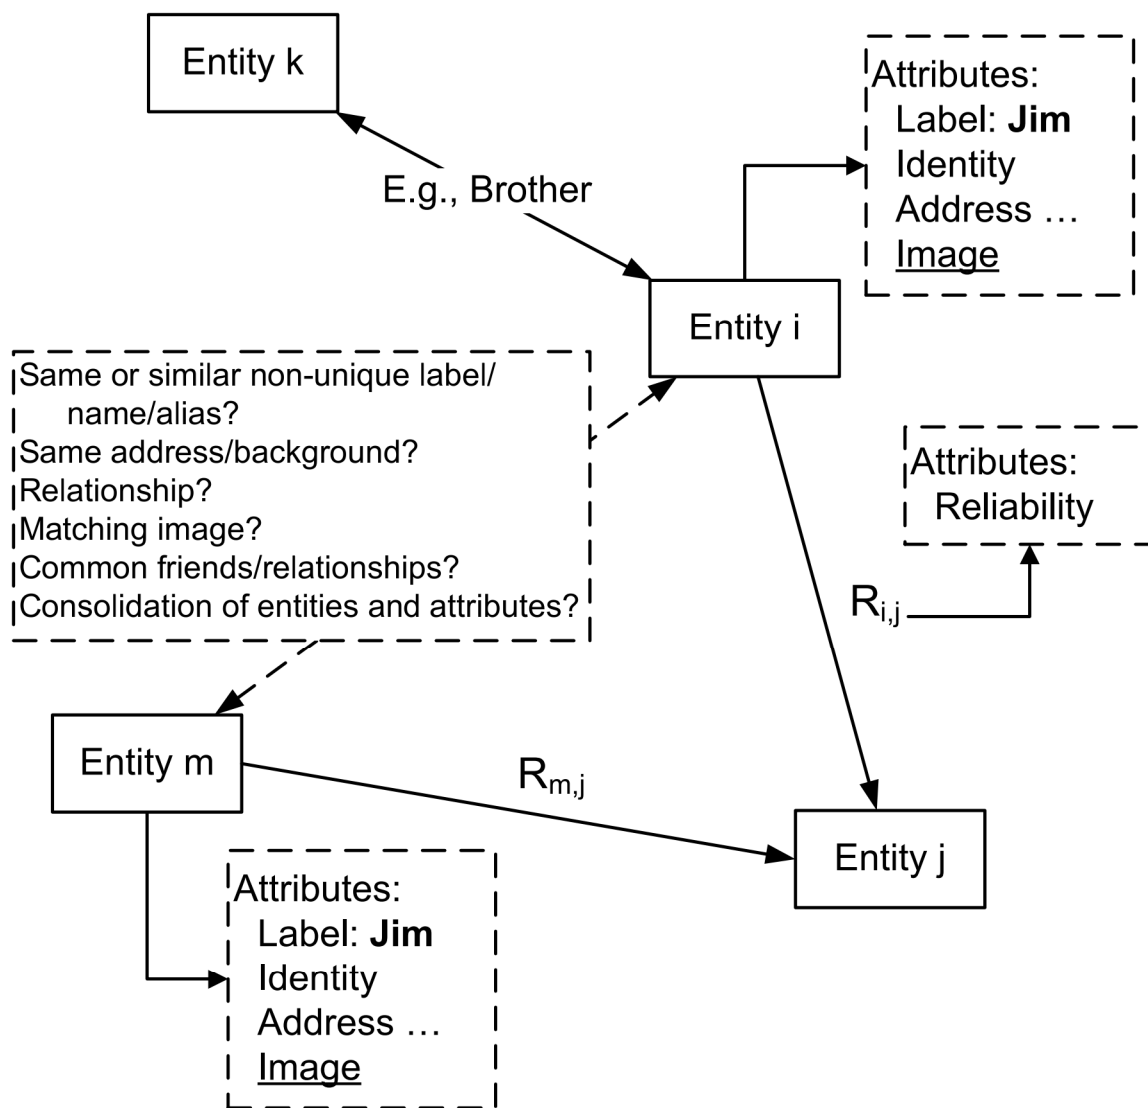 Entity k
Attributes:
Label: Jim
Identity
Address …
Image
E.g., Brother
Entity i
Same or similar non-unique label/
name/alias?
Same address/background?
Relationship?
Matching image?
Common friends/relationships?
Consolidation of entities and attributes?
Attributes:
Reliability
Ri,j
Entity m
Rm,j
Entity j
Attributes:
Label: Jim
Identity
Address …
Image